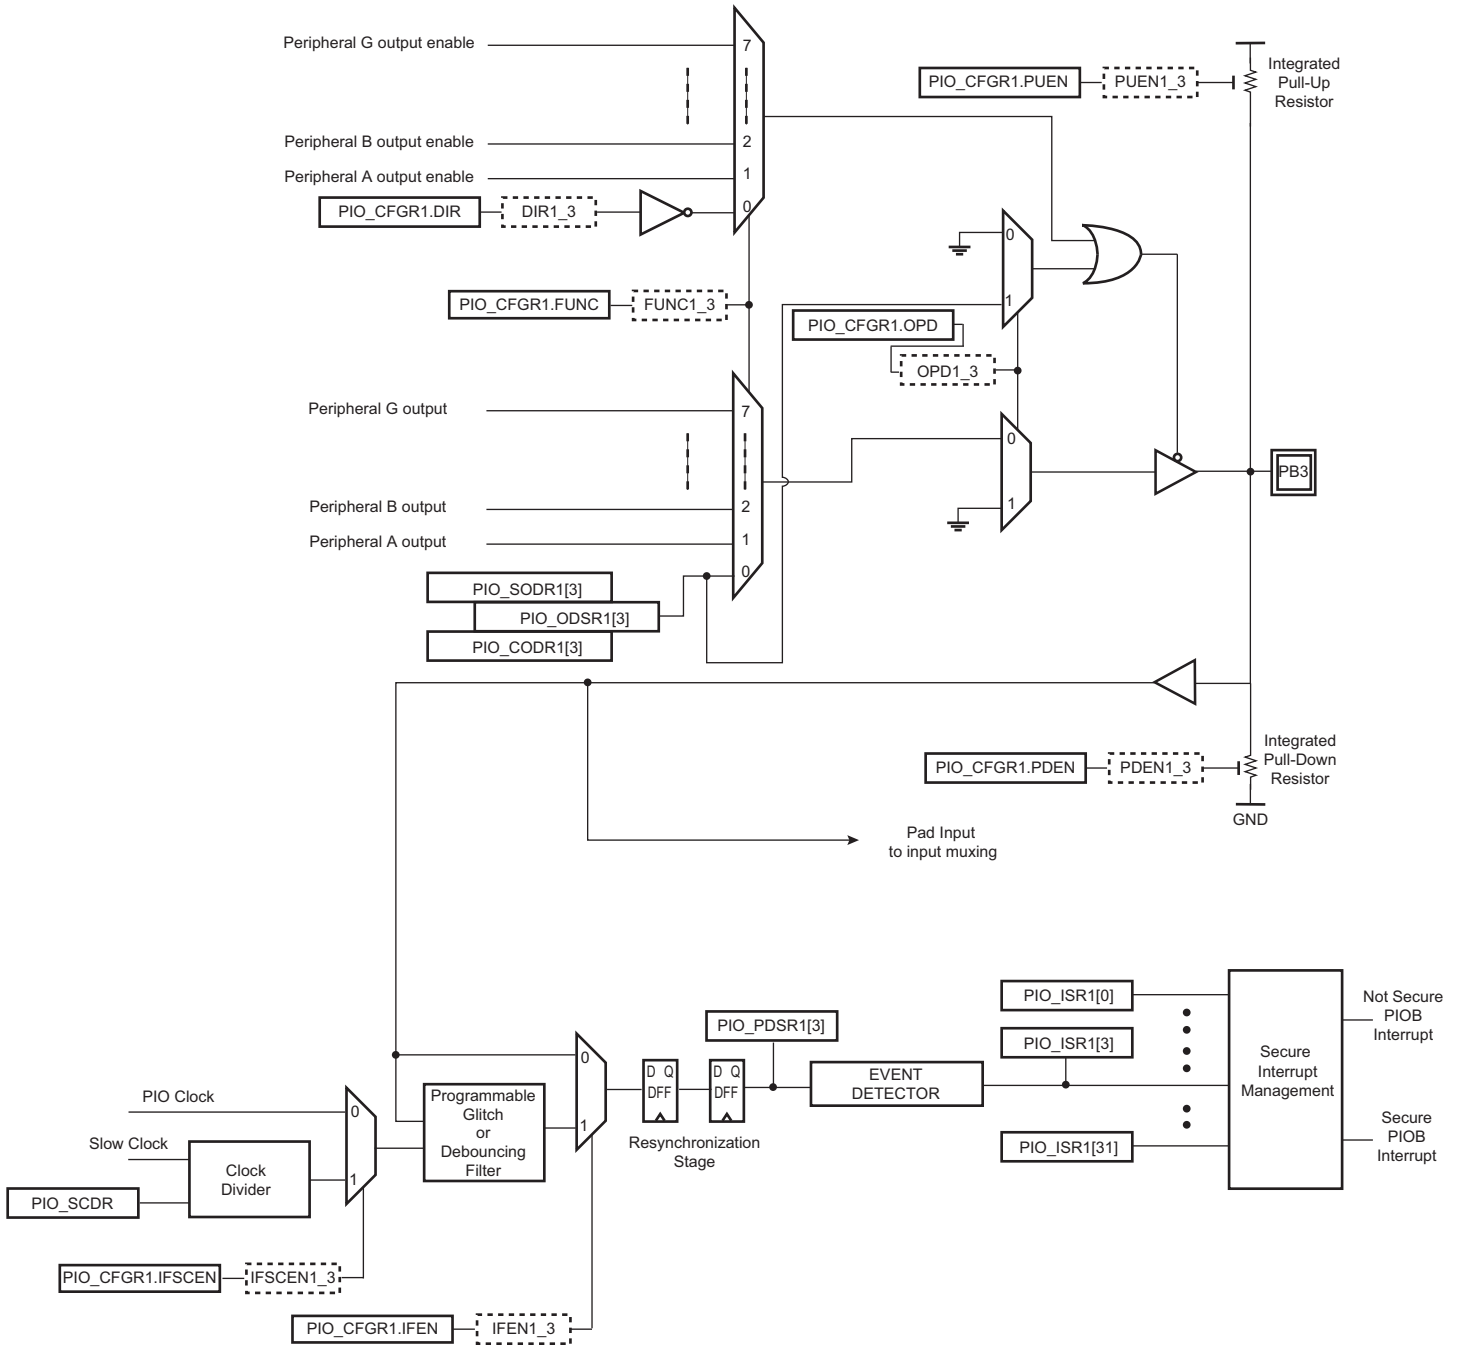 Peripheral G output enable
7
Peripheral B output enable
2
Peripheral A output enable
1
PIO_CFGR1.DIR
DIR1_3
0
PIO_CFGR1.PUEN
PUEN1_3
Integrated
Pull-Up
Resistor
PIO_CFGR1.FUNC
FUNC1_3
0
1
PIO_CFGR1.OPD
OPD1_3
Peripheral G output
7
Peripheral B output
2
Peripheral A output
1
0
0
1
PB3
PIO_SODR1[3]
PIO_ODSR1[3]
PIO_CODR1[3]
PIO_CFGR1.PDEN
PDEN1_3
Integrated
Pull-Down
Resistor
GND
Pad Input
to input muxing
PIO Clock
0
Slow Clock
Clock
Divider
1
PIO_SCDR
PIO_CFGR1.IFSCEN
IFSCEN1_3
Programmable
Glitch
or
Debouncing
Filter
0
1
PIO_CFGR1.IFEN
IFEN1_3
D Q
DFF
D Q
DFF
Resynchronization
Stage
PIO_PDSR1[3]
EVENT
DETECTOR
PIO_ISR1[0]
PIO_ISR1[3]
PIO_ISR1[31]
Secure
Interrupt
Management
Not Secure
PIOB
Interrupt
Secure
PIOB
Interrupt